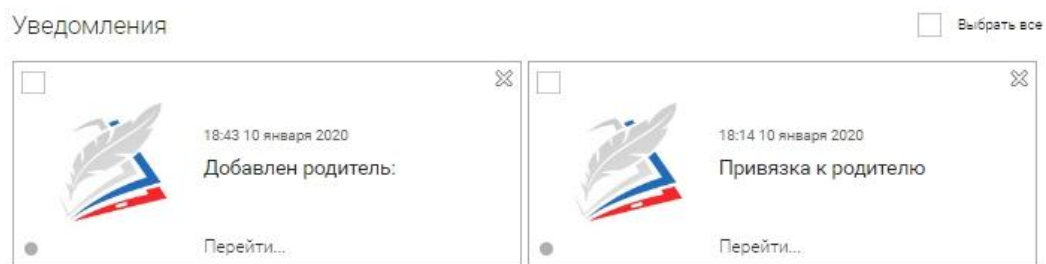 Уведомления
Выбрать все
18:43 10 января 2020
Добавлен родитель:
Перейти...
18:14 10 января 2020
Привязка к родителю
Перейти...